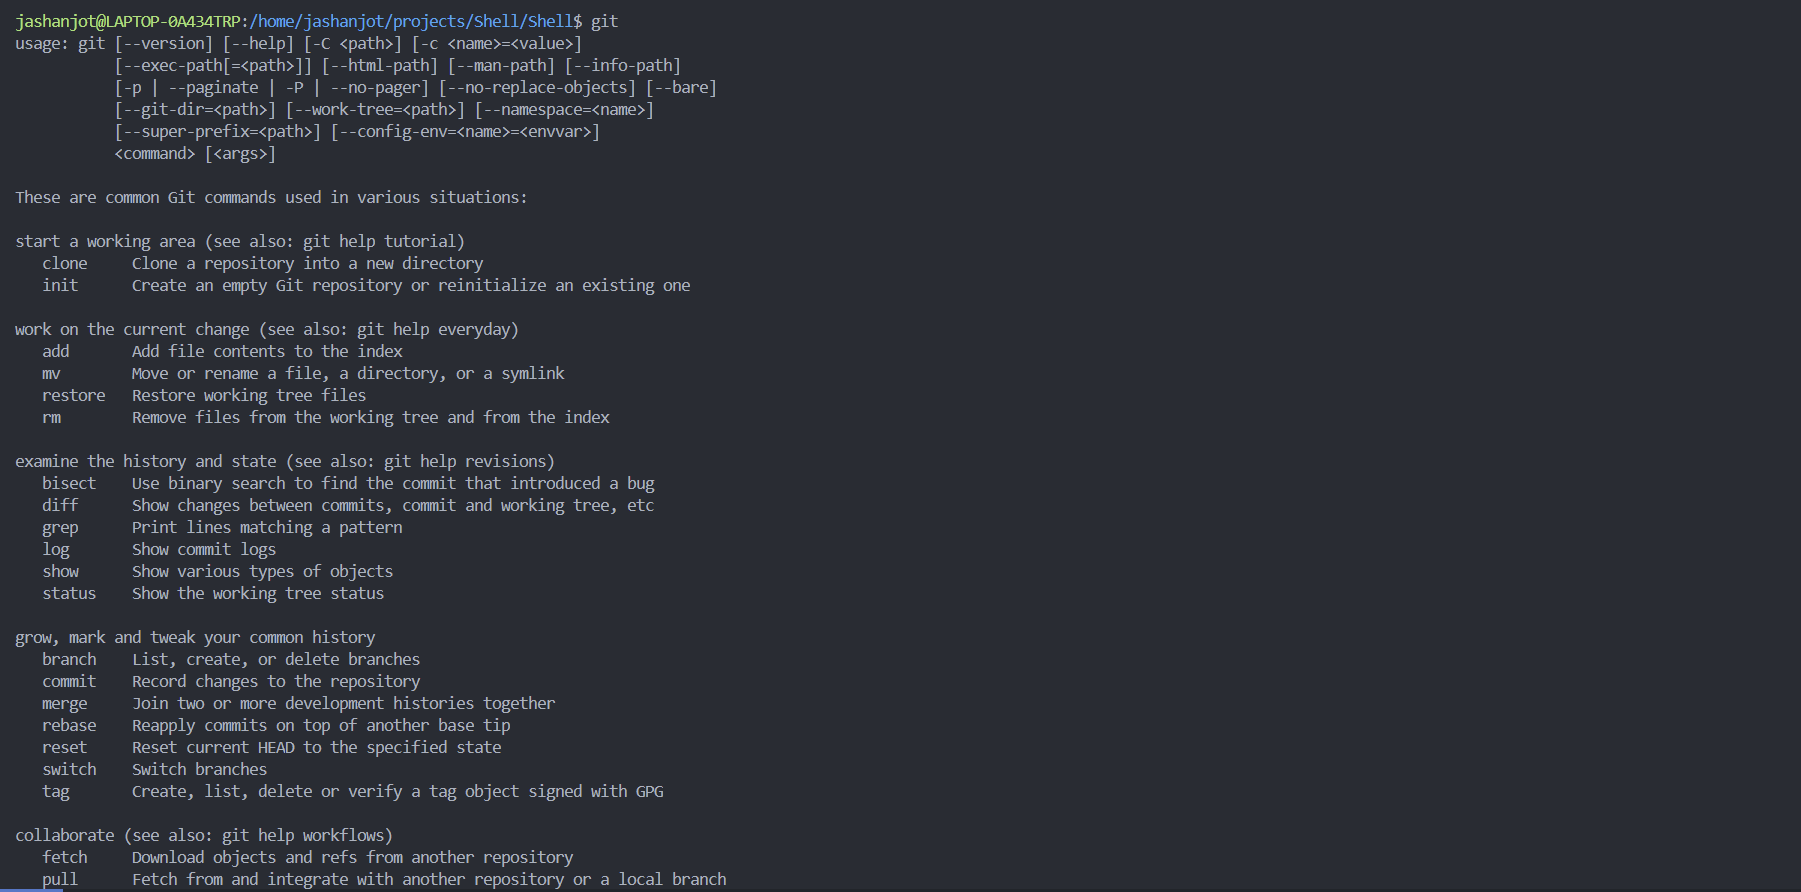 jashanjot@LAPTOP-0A434TRP:/home/jashanjot/projects/Shell/Shell$ git
usage: git [--version] [--help] [-C <path>] [-c <name>=<value>]
           [--exec-path[=<path>]] [--html-path] [--man-path] [--info-path]
           [-p | --paginate | -P | --no-pager] [--no-replace-objects] [--bare]
           [--git-dir=<path>] [--work-tree=<path>] [--namespace=<name>]
           [--super-prefix=<path>] [--config-env=<name>=<envvar>]
           <command> [<args>]

These are common Git commands used in various situations:

start a working area (see also: git help tutorial)
   clone     Clone a repository into a new directory
   init      Create an empty Git repository or reinitialize an existing one

work on the current change (see also: git help everyday)
   add       Add file contents to the index
   mv        Move or rename a file, a directory, or a symlink
   restore   Restore working tree files
   rm        Remove files from the working tree and from the index

examine the history and state (see also: git help revisions)
   bisect    Use binary search to find the commit that introduced a bug
   diff      Show changes between commits, commit and working tree, etc
   grep      Print lines matching a pattern
   log       Show commit logs
   show      Show various types of objects
   status    Show the working tree status

grow, mark and tweak your common history
   branch    List, create, or delete branches
   commit    Record changes to the repository
   merge     Join two or more development histories together
   rebase    Reapply commits on top of another base tip
   reset     Reset current HEAD to the specified state
   switch    Switch branches
   tag       Create, list, delete or verify a tag object signed with GPG

collaborate (see also: git help workflows)
   fetch     Download objects and refs from another repository
   pull      Fetch from and integrate with another repository or a local branch